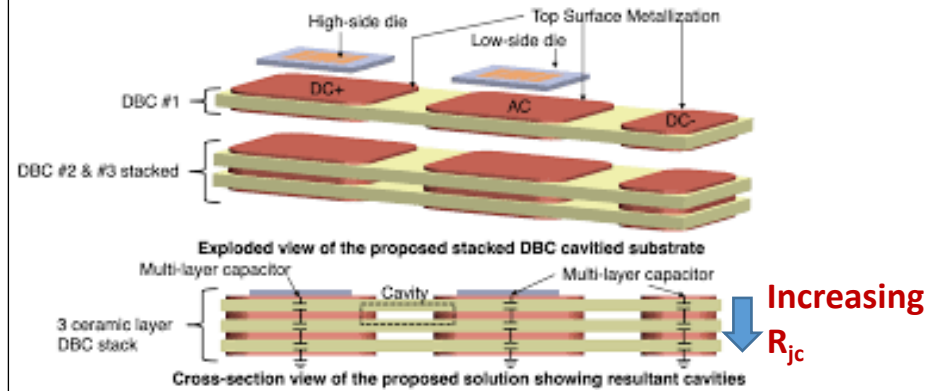 High-side die
Top Surface Metallization
Low-side die
DBC #1
DC+
AC
DC-
DBC #2 & #3 stacked
Exploded view of the proposed stacked DBC cavitied substrate
Multi-layer capacitor
Multi-layer capacitor
Cavity
3 ceramic layer
DBC stack
Increasing
Rjc
Cross-section view of the proposed solution showing resultant cavities